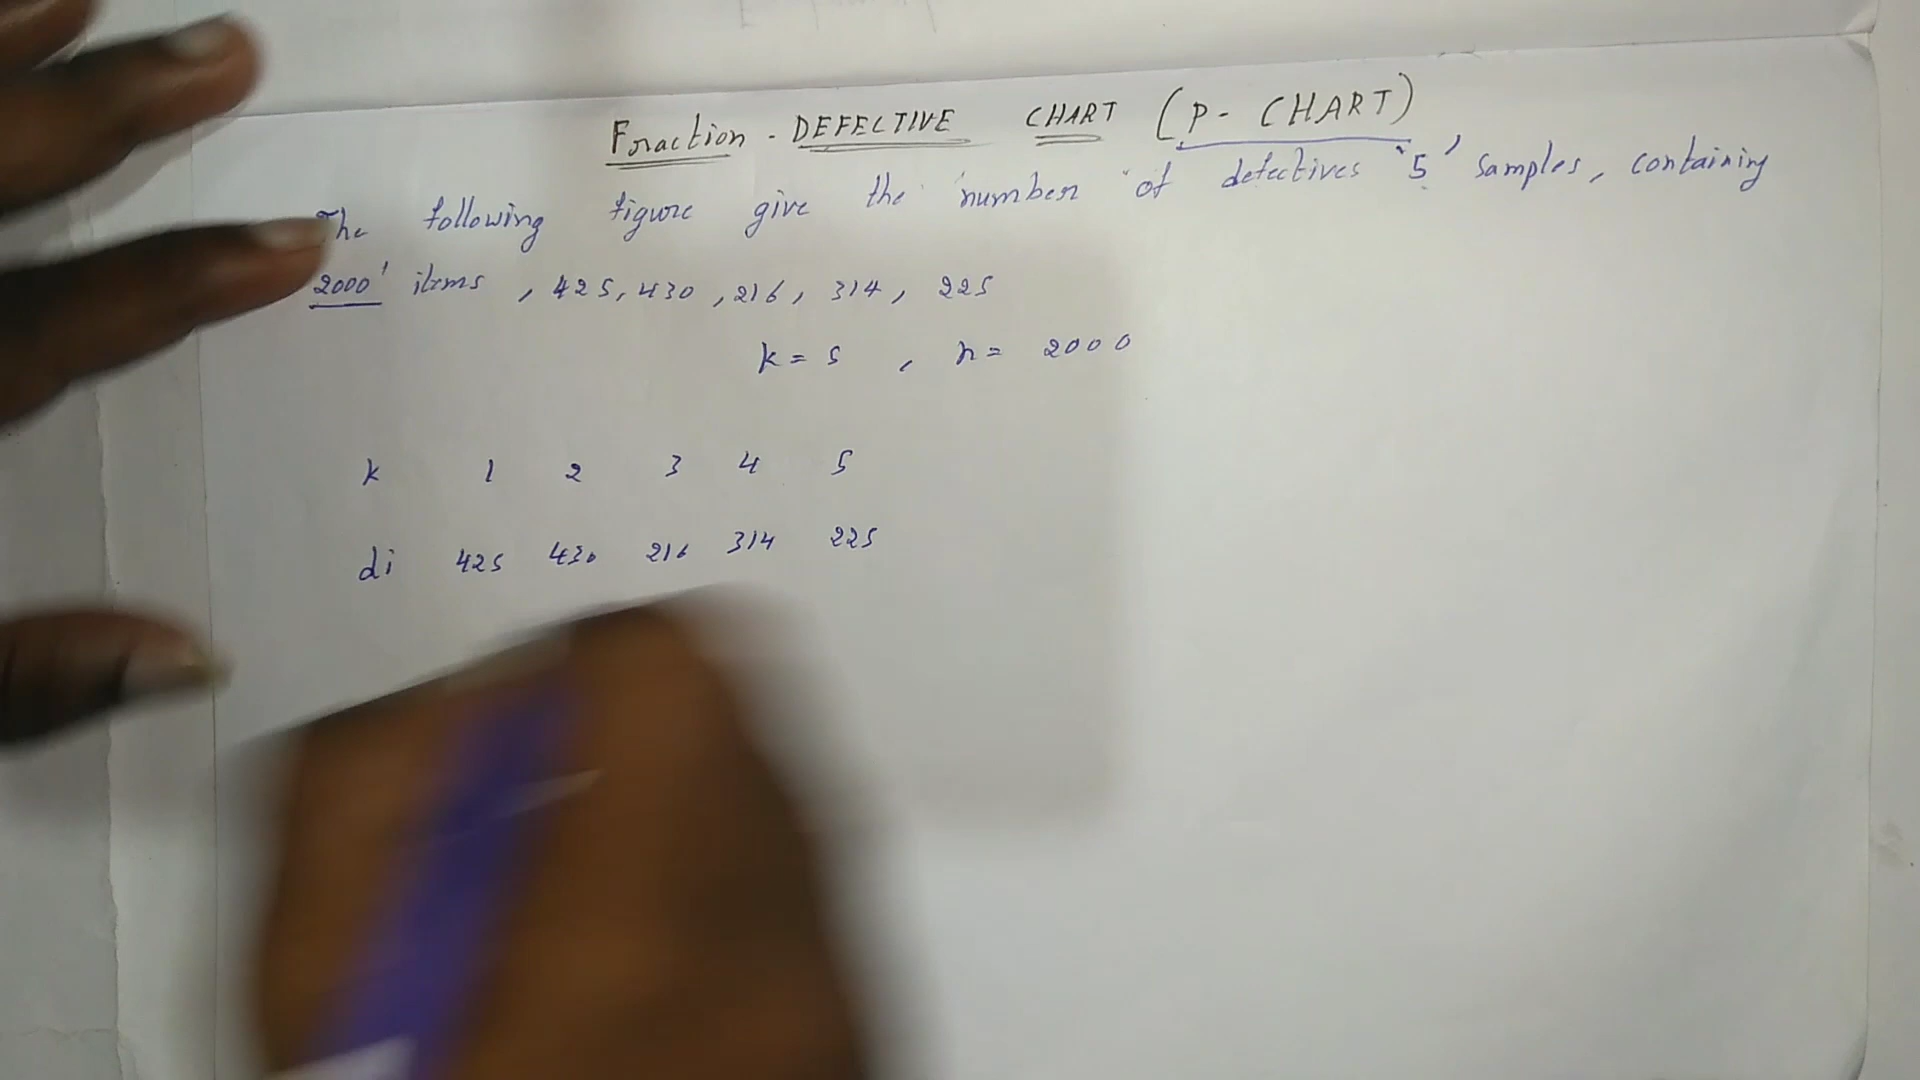 Fraction - DEFECTIVE CHART (P - CHART)
The following figure give the number of defectives '5' samples, containing
2000' items, 425, 430, 216, 314, 225
k = 5, n = 2000
k 1 2 3 4 5
di 425 430 216 314 225